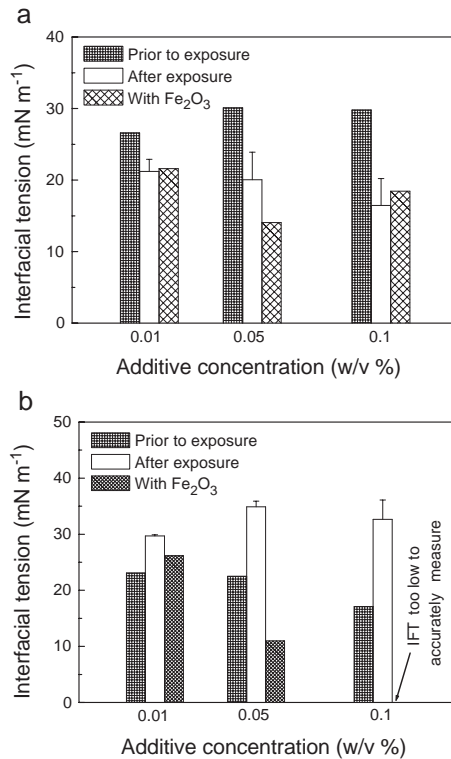 a
40
30
20
10
0
Interfacial tension (mN m⁻¹)
Prior to exposure
After exposure
With Fe₂O₃
0.01 0.05 0.1
Additive concentration (w/v %)
b
50
40
30
20
10
0
Interfacial tension (mN m⁻¹)
Prior to exposure
After exposure
With Fe₂O₃
IFT too low to
accurately measure
0.01 0.05 0.1
Additive concentration (w/v %)